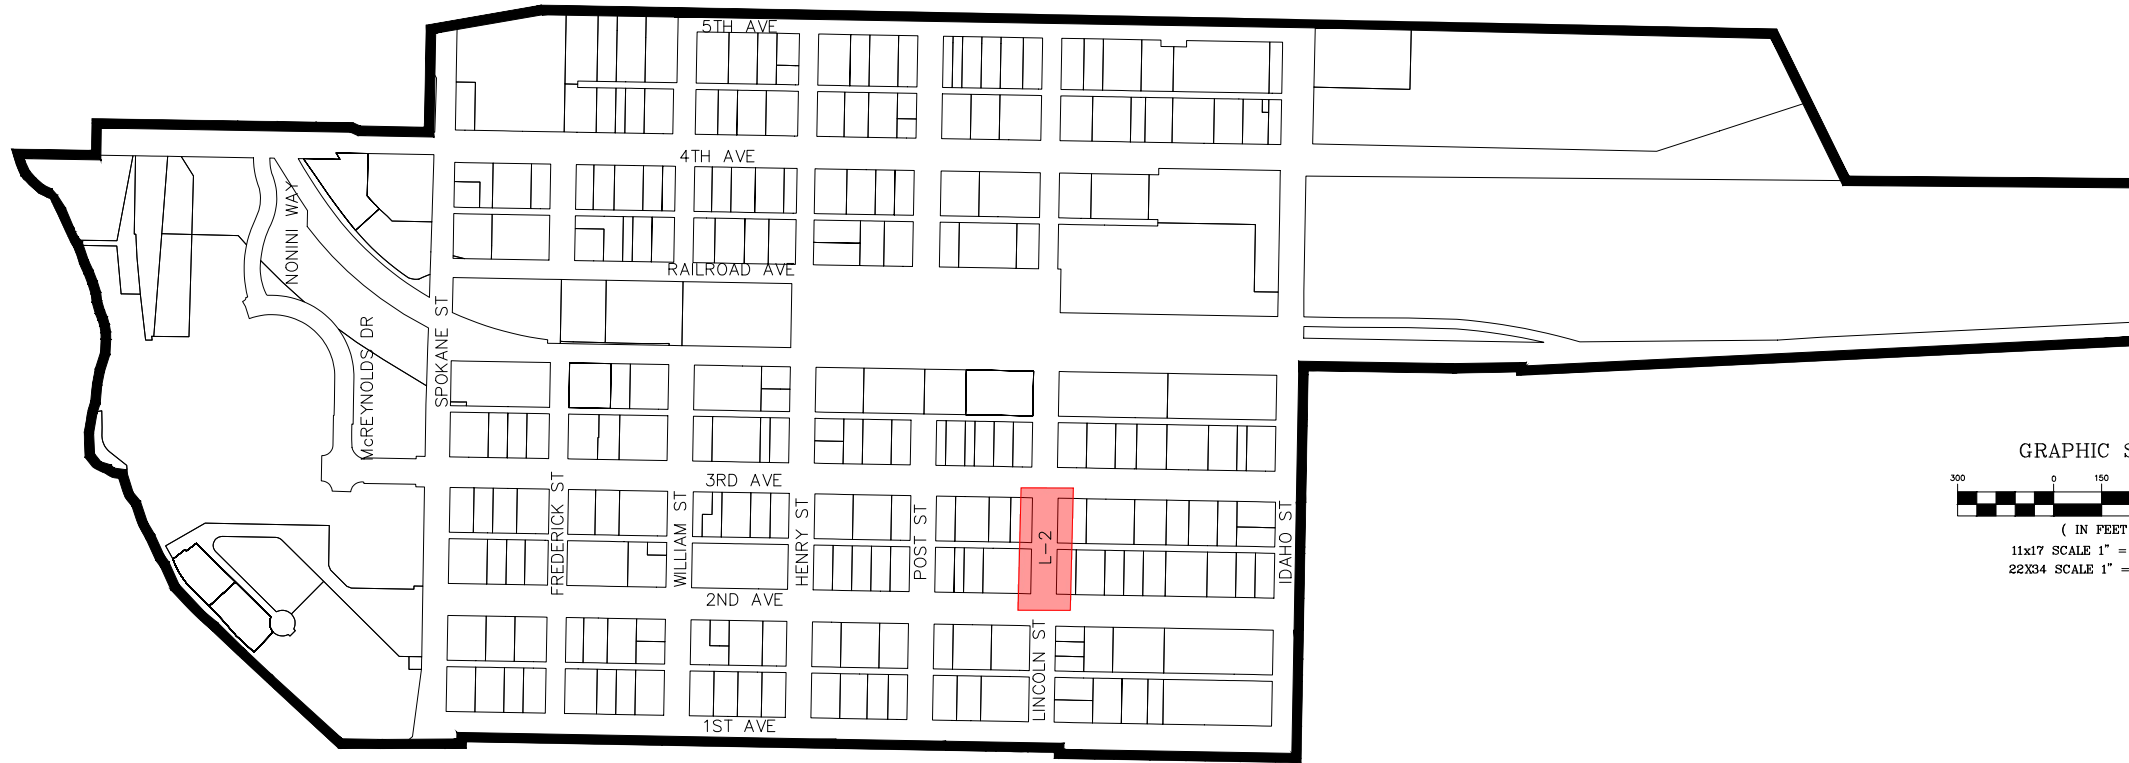 5TH AVE
4TH AVE
NONINI WAY
RAILROAD AVE
McREYNOLDS DR
SPOKANE ST
3RD AVE
FREDERICK ST
WILLIAM ST
HENRY ST
POST ST
L-2
IDAHO ST
2ND AVE
LINCOLN ST
1ST AVE
GRAPHIC S
300 0 150
( IN FEET
11x17 SCALE 1" =
22X34 SCALE 1" =